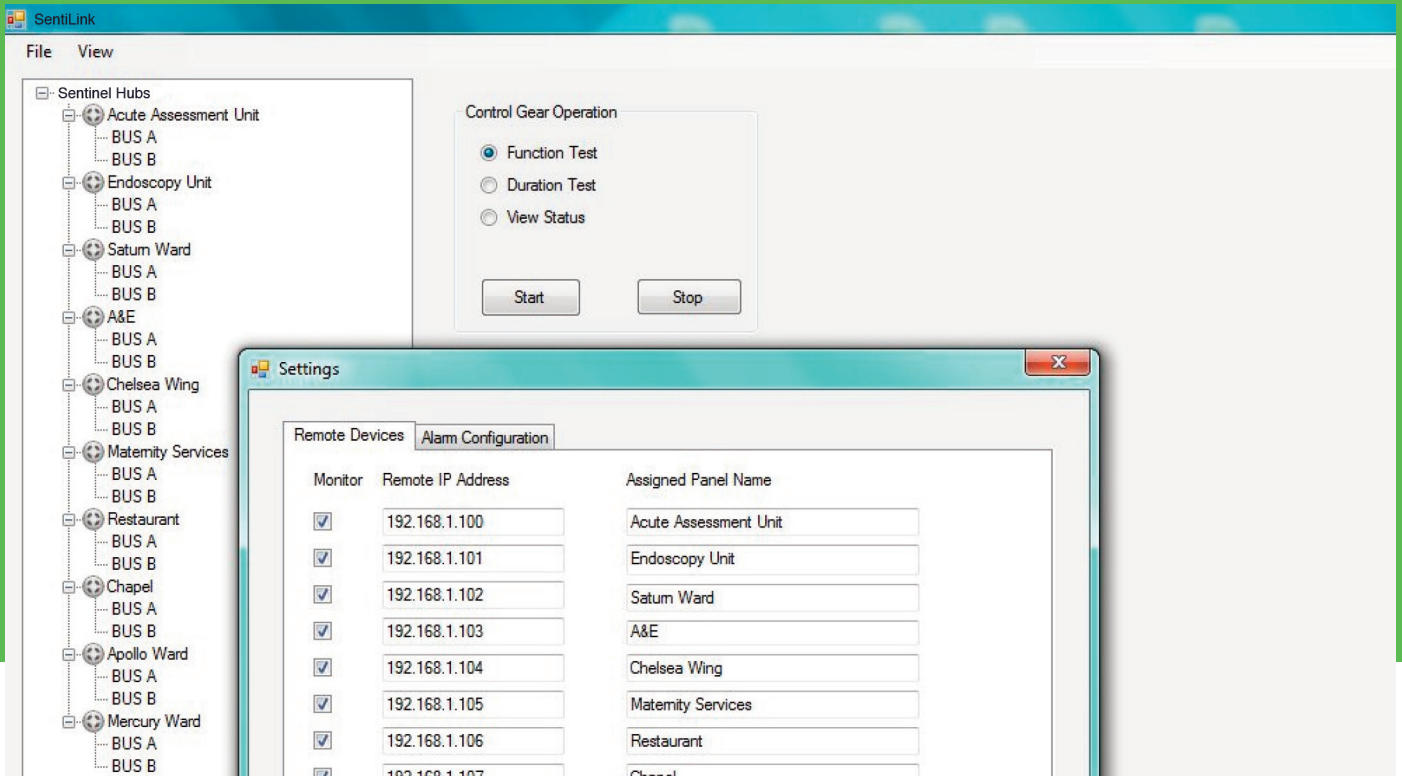 SentiLink
File View
Sentinel Hubs
Acute Assessment Unit
BUS A
BUS B
Endoscopy Unit
BUS A
BUS B
Saturn Ward
BUS A
BUS B
A&E
BUS A
BUS B
Chelsea Wing
BUS A
BUS B
Maternity Services
BUS A
BUS B
Restaurant
BUS A
BUS B
Chapel
BUS A
BUS B
Apollo Ward
BUS A
BUS B
Mercury Ward
BUS A
BUS B
Control Gear Operation
Function Test
Duration Test
View Status
Start Stop
Settings
X
Remote Devices Alarm Configuration
Monitor Remote IP Address Assigned Panel Name
192.168.1.100 Acute Assessment Unit
192.168.1.101 Endoscopy Unit
192.168.1.102 Saturn Ward
192.168.1.103 A&E
192.168.1.104 Chelsea Wing
192.168.1.105 Maternity Services
192.168.1.106 Restaurant
192.168.1.107 Chapel